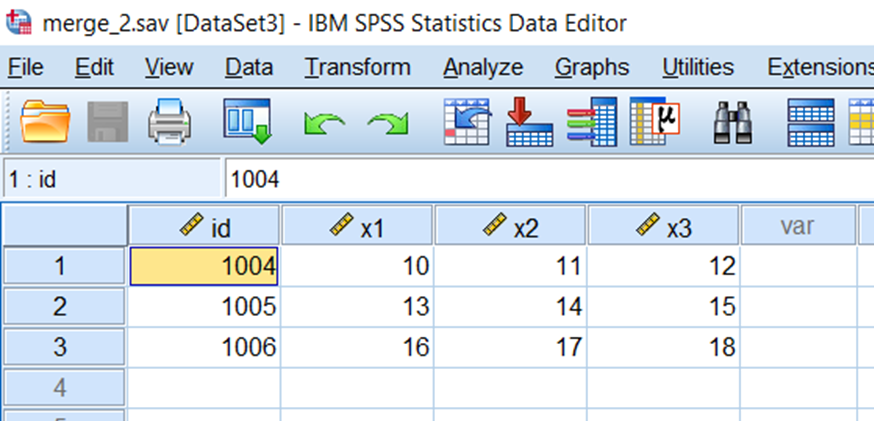 merge_2.sav [DataSet3] - IBM SPSS Statistics Data Editor
File Edit View Data Transform Analyze Graphs Utilities Extensions
μ
1 : id 1004
id x1 x2 x3 var
1 1004 10 11 12
2 1005 13 14 15
3 1006 16 17 18
4